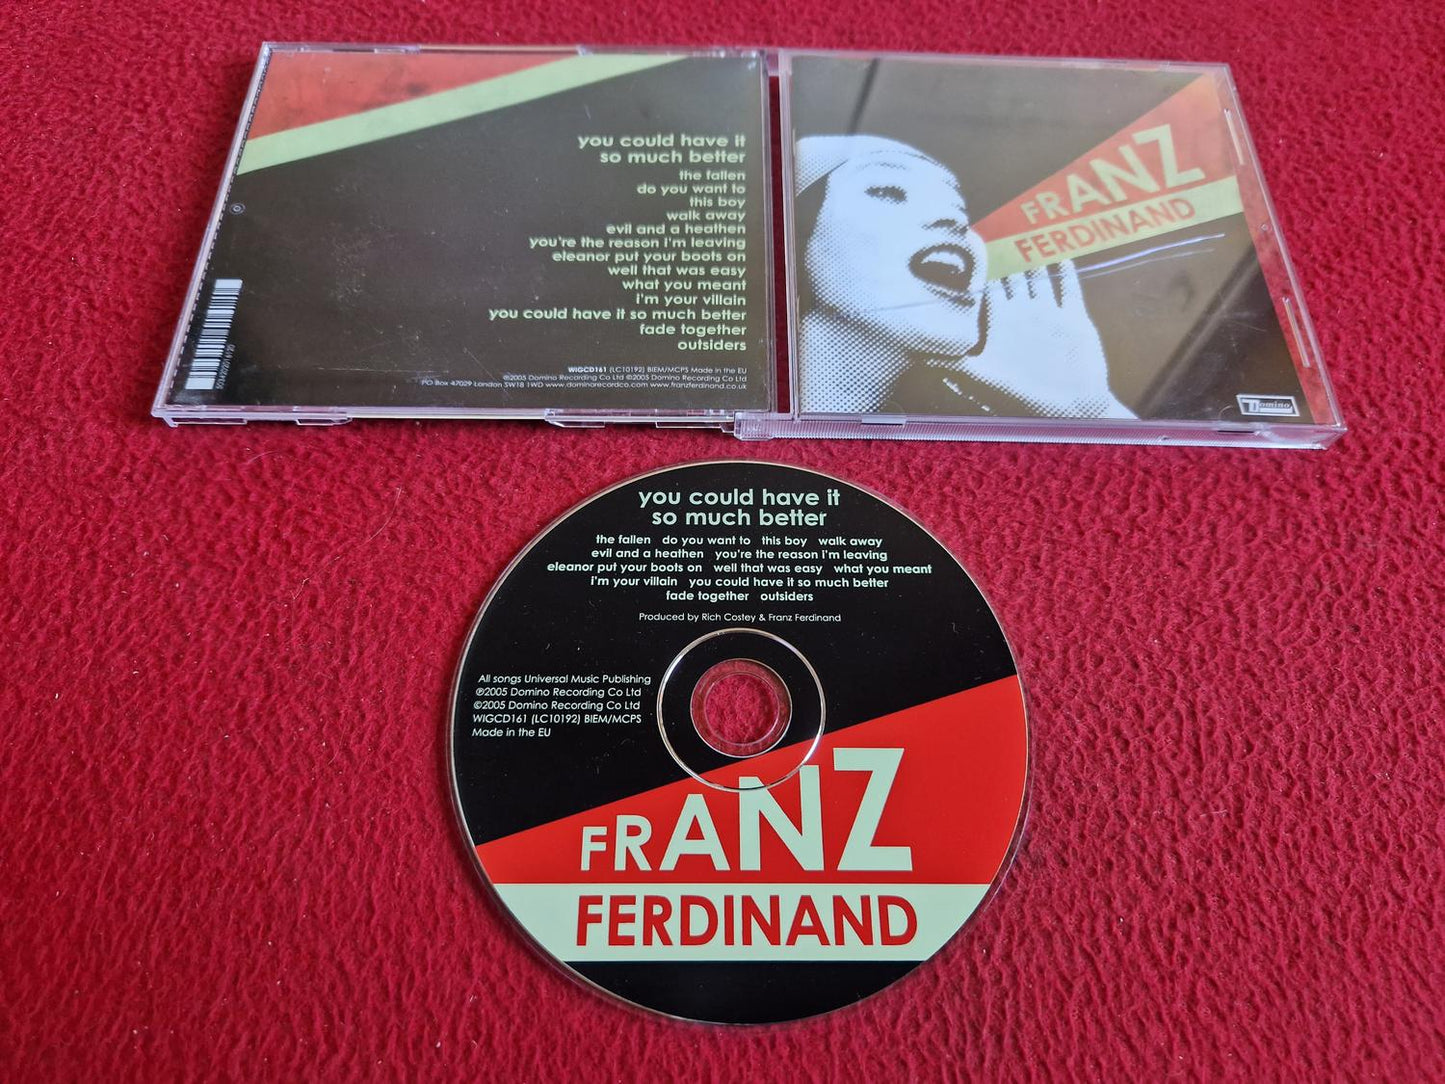 you could have it
so much better
the fallen
do you want to
this boy
walk away
evil and a heathen
you're the reason i'm leaving
eleanor put your boots on
well that was easy
what you meant
i'm your villain
you could have it so much better
fade together
outsiders
WIGCD161 (LC10192) BIEM/MCPS Made in the EU
℗2005 Domino Recording Co Ltd ©2005 Domino Recording Co Ltd
PO Box 47029 London SW18 1WD www.dominorecordco.com www.franzferdinand.co.uk
FRANZ
FERDINAND
Domino
you could have it
so much better
the fallen do you want to this boy walk away
evil and a heathen you're the reason i'm leaving
eleanor put your boots on well that was easy what you meant
i'm your villain you could have it so much better
fade together outsiders
Produced by Rich Costey & Franz Ferdinand
All songs Universal Music Publishing
℗2005 Domino Recording Co Ltd
©2005 Domino Recording Co Ltd
WIGCD161 (LC10192) BIEM/MCPS
Made in the EU
FRANZ
FERDINAND